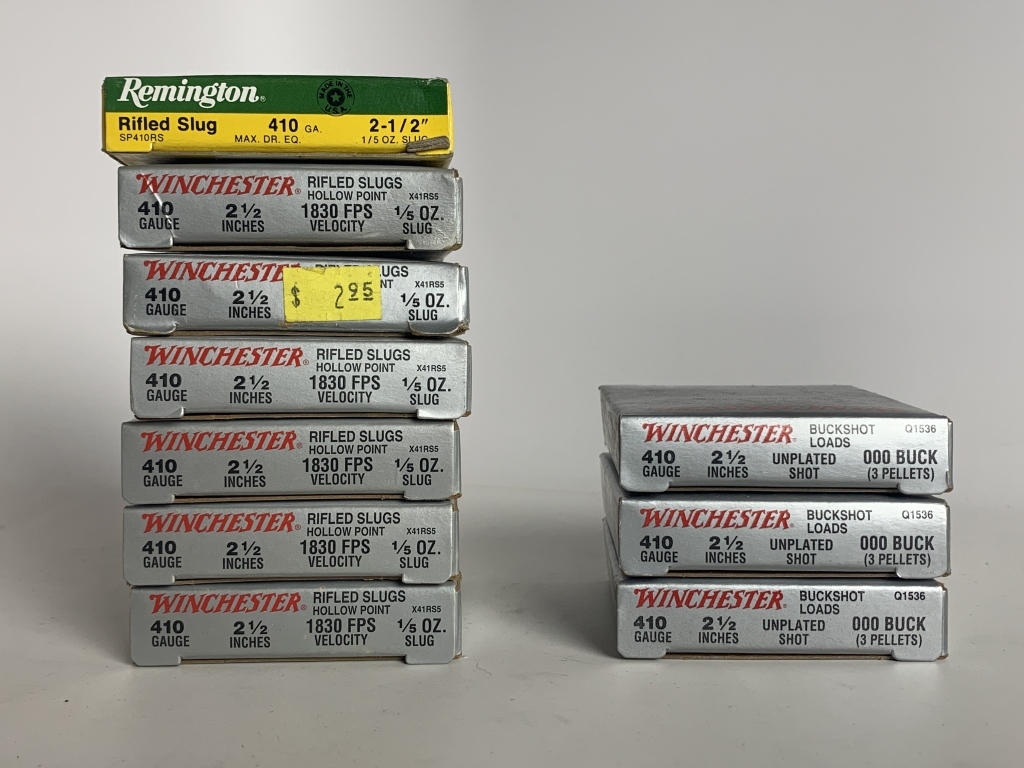 Remington®
MADE IN THE U.S.A.
Rifled Slug 410 GA. 2-1/2"
SP410RS MAX. DR. EQ. 1/5 OZ. SLUG
WINCHESTER® RIFLED SLUGS
HOLLOW POINT X41RS5
410 2½ 1830 FPS ⅕ OZ.
GAUGE INCHES VELOCITY SLUG
WINCHESTE
UGS
NT X41RS5
410 2½ $ 2.95 ⅕ OZ.
GAUGE INCHES SLUG
WINCHESTER® RIFLED SLUGS
HOLLOW POINT X41RS5
410 2½ 1830 FPS ⅕ OZ.
GAUGE INCHES VELOCITY SLUG
WINCHESTER® RIFLED SLUGS
HOLLOW POINT X41RS5
410 2½ 1830 FPS ⅕ OZ.
GAUGE INCHES VELOCITY SLUG
WINCHESTER® RIFLED SLUGS
HOLLOW POINT X41RS5
410 2½ 1830 FPS ⅕ OZ.
GAUGE INCHES VELOCITY SLUG
WINCHESTER® RIFLED SLUGS
HOLLOW POINT X41RS5
410 2½ 1830 FPS ⅕ OZ.
GAUGE INCHES VELOCITY SLUG
WINCHESTER® BUCKSHOT Q1536
LOADS
410 2½ UNPLATED 000 BUCK
GAUGE INCHES SHOT (3 PELLETS)
WINCHESTER® BUCKSHOT Q1536
LOADS
410 2½ UNPLATED 000 BUCK
GAUGE INCHES SHOT (3 PELLETS)
WINCHESTER® BUCKSHOT Q1536
LOADS
410 2½ UNPLATED 000 BUCK
GAUGE INCHES SHOT (3 PELLETS)